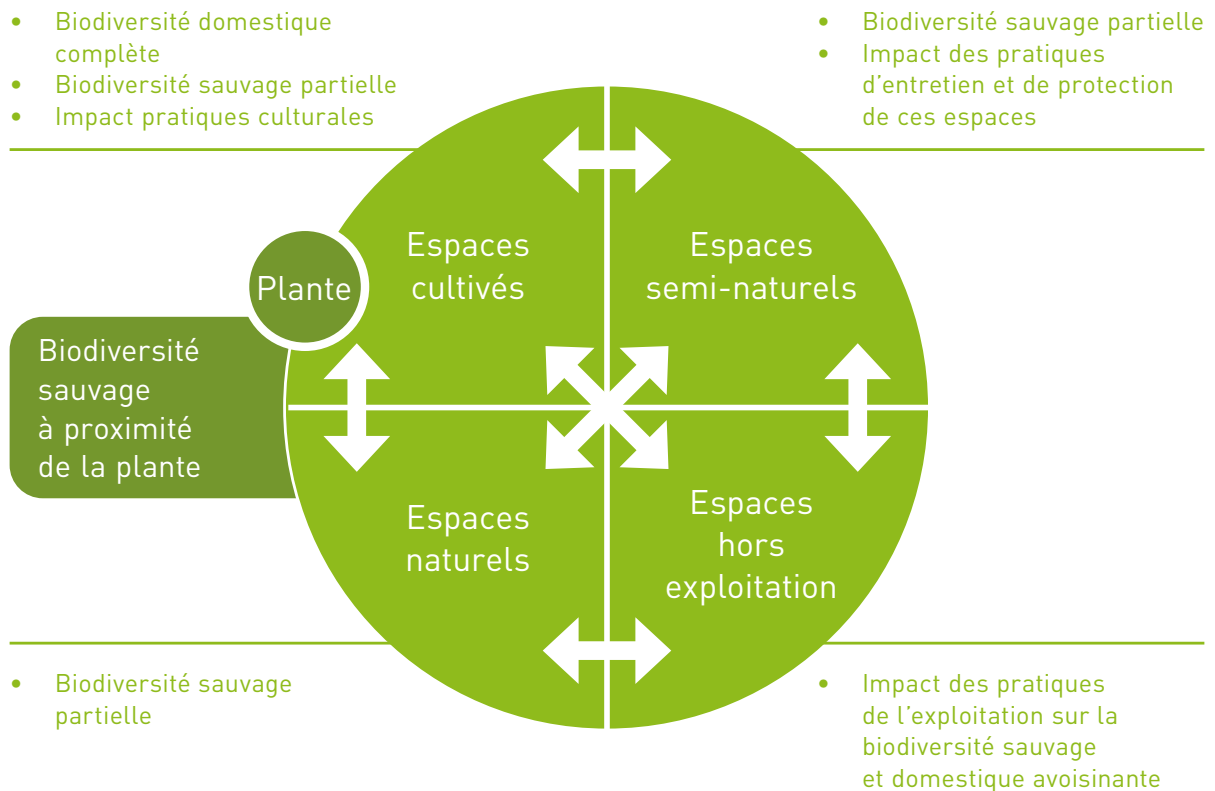 • Biodiversité domestique
complète
• Biodiversité sauvage partielle
• Impact pratiques culturales
• Biodiversité sauvage partielle
• Impact des pratiques
d'entretien et de protection
de ces espaces
Espaces
cultivés
Espaces
semi-naturels
Plante
Biodiversité
sauvage
à proximité
de la plante
Espaces
naturels
Espaces
hors
exploitation
• Biodiversité sauvage
partielle
• Impact des pratiques
de l'exploitation sur la
biodiversité sauvage
et domestique avoisinante